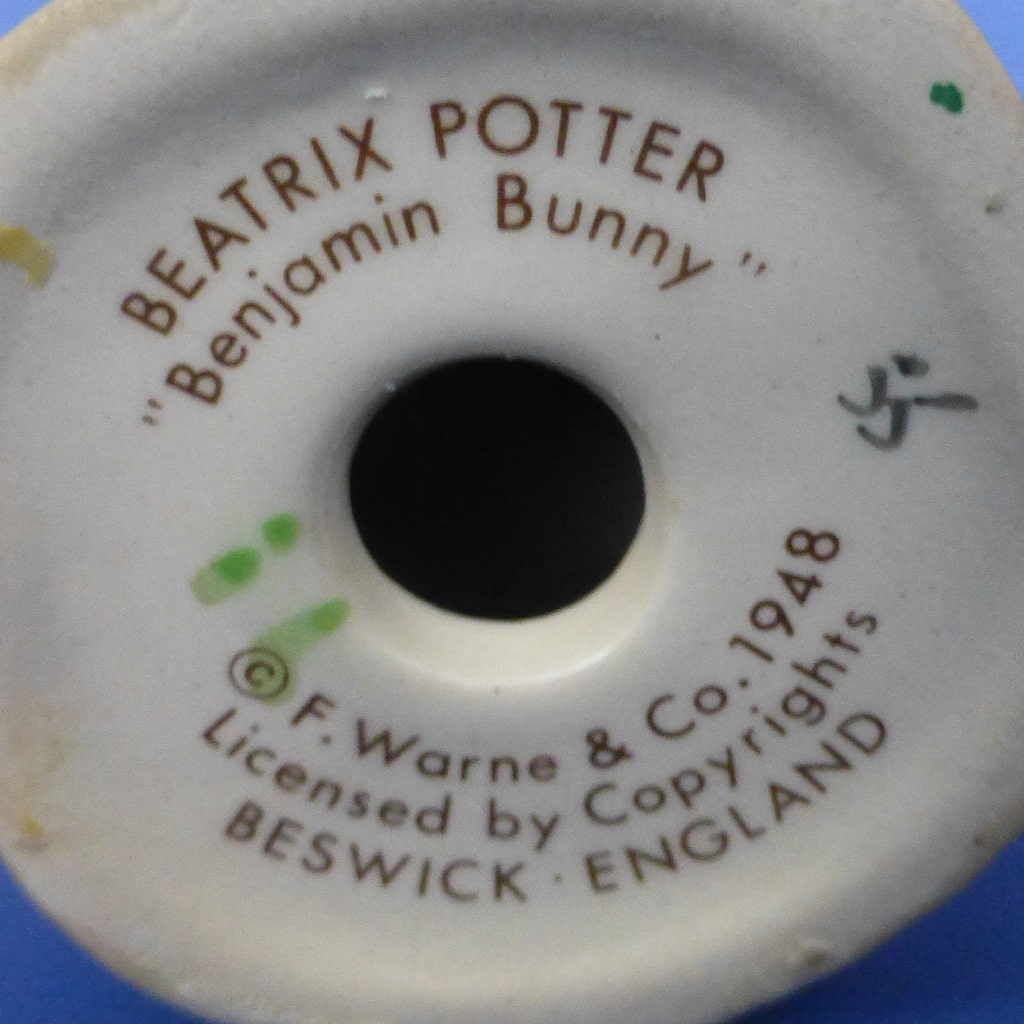 BEATRIX POTTER
"Benjamin Bunny"
© F. Warne & Co. 1948
Licensed by Copyrights
BESWICK · ENGLAND